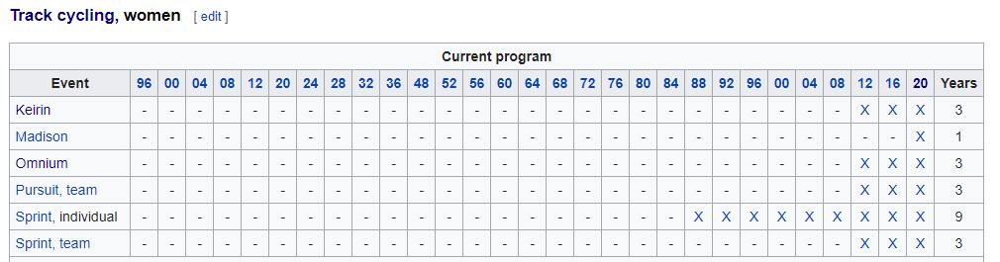 Track cycling, women [ edit ]
Current program
Event 96 00 04 08 12 20 24 28 32 36 48 52 56 60 64 68 72 76 80 84 88 92 96 00 04 08 12 16 20 Years
Keirin - - - - - - - - - - - - - - - - - - - - - - - - - - X X X 3
Madison - - - - - - - - - - - - - - - - - - - - - - - - - - - - X 1
Omnium - - - - - - - - - - - - - - - - - - - - - - - - - - X X X 3
Pursuit, team - - - - - - - - - - - - - - - - - - - - - - - - - - X X X 3
Sprint, individual - - - - - - - - - - - - - - - - - - - - X X X X X X X X X 9
Sprint, team - - - - - - - - - - - - - - - - - - - - - - - - - - X X X 3